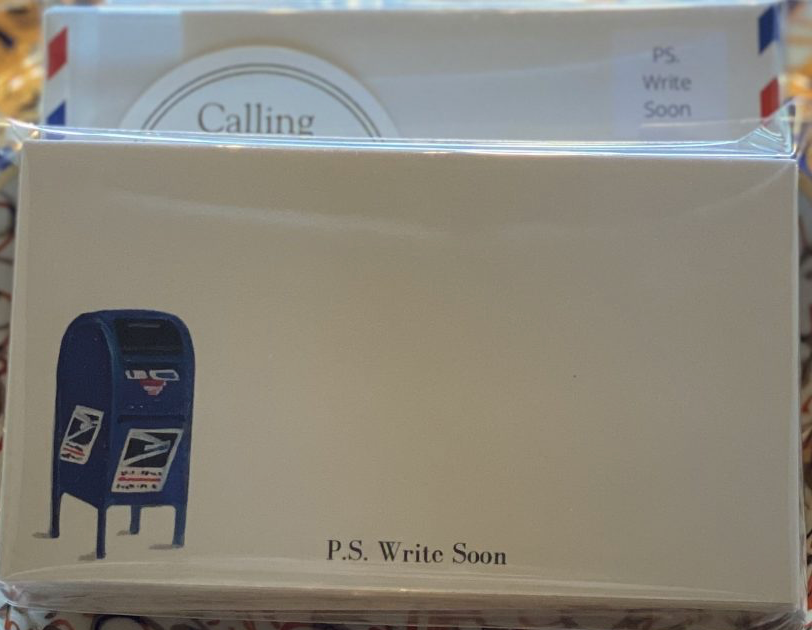 Calling
PS.
Write
Soon
P.S. Write Soon